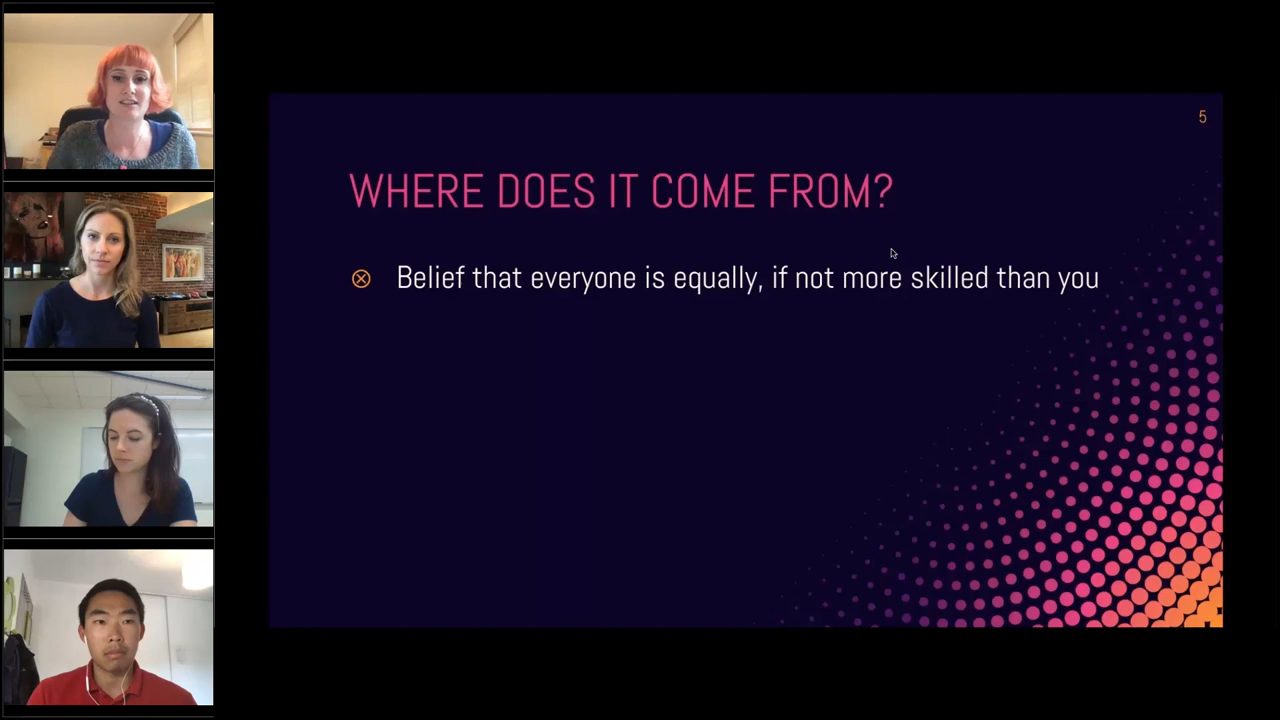 5
WHERE DOES IT COME FROM?
Belief that everyone is equally, if not more skilled than you